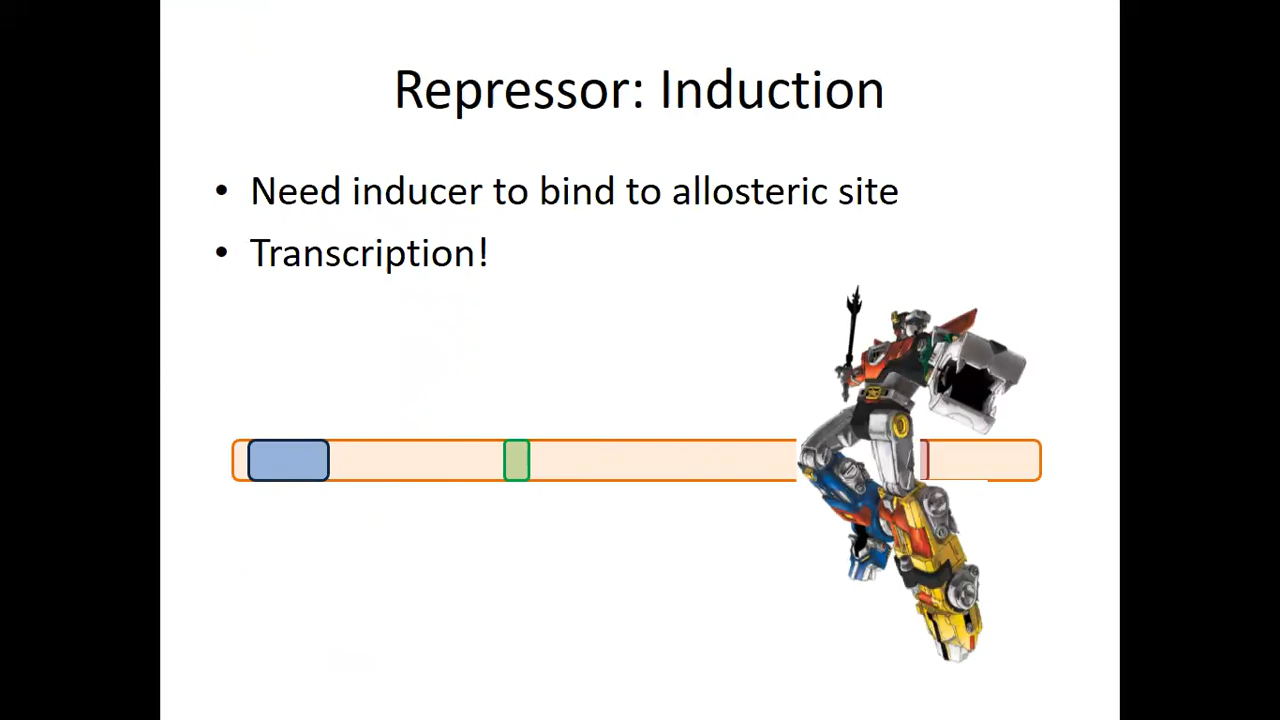 Repressor: Induction
• Need inducer to bind to allosteric site
• Transcription!